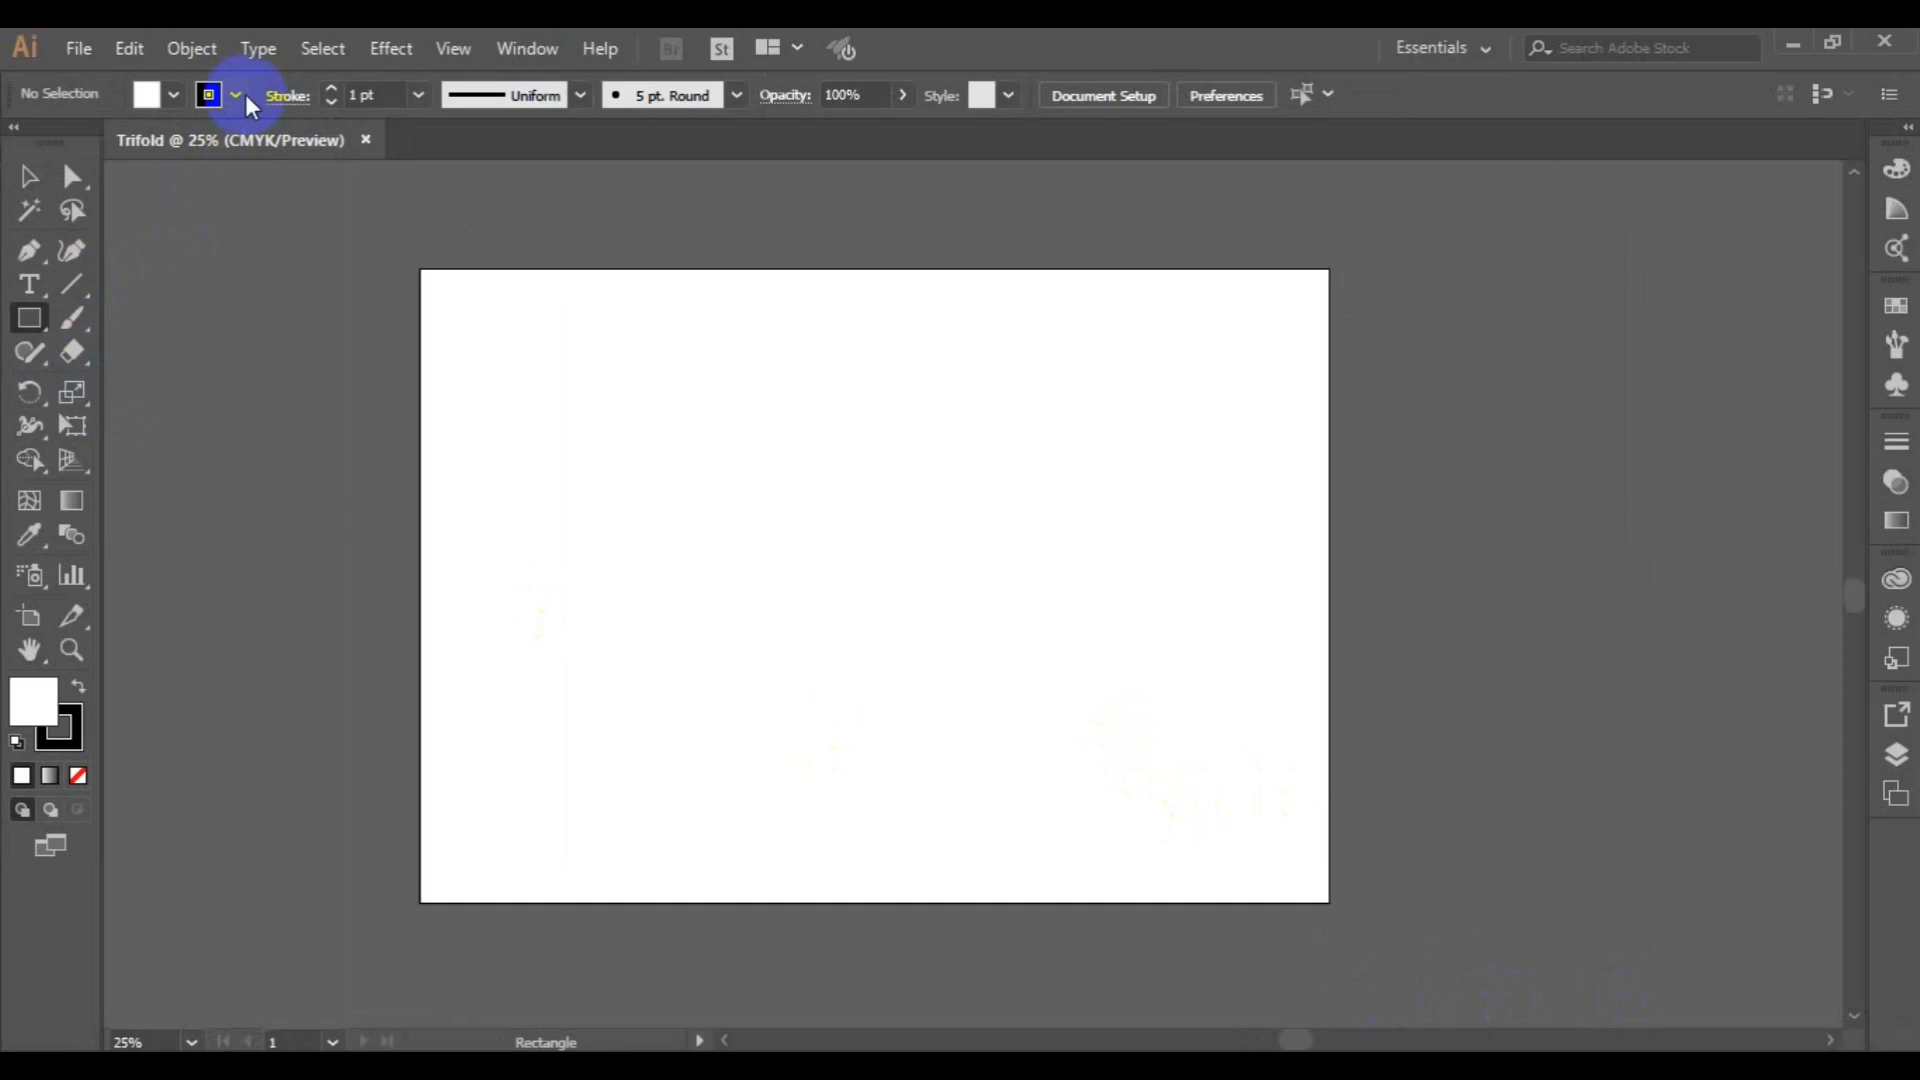 Ai File Edit Object Type Select Effect View Window Help Br St Essentials Search Adobe Stock
No Selection Stroke: 1 pt Uniform 5 pt. Round Opacity: 100% Style: Document Setup Preferences
Trifold @ 25% (CMYK/Preview)
T
25% 1 Rectangle